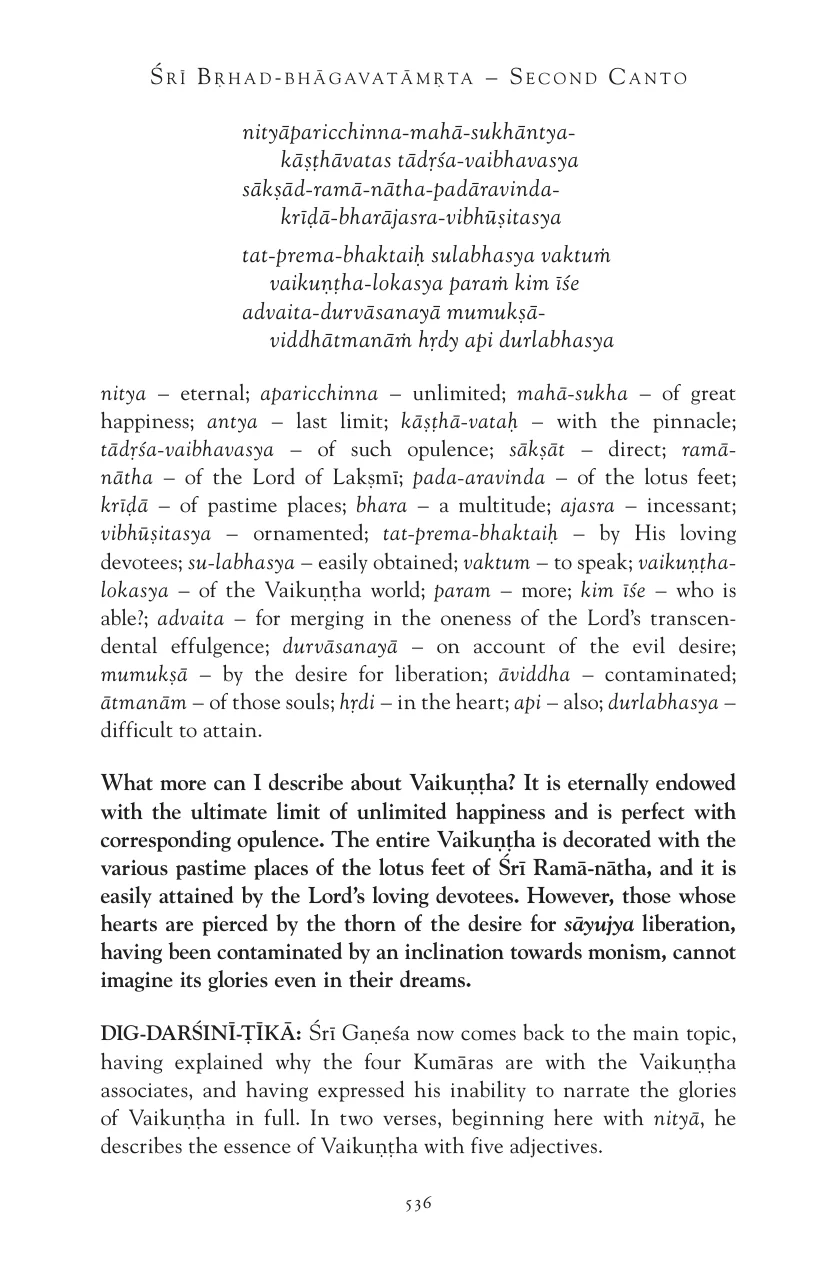 ŚRĪ BṚHAD-BHĀGAVATĀMṚTA – SECOND CANTO
nityāparicchinna-mahā-sukhāntya-
kāṣṭhāvatas tādṛśa-vaibhavasya
sākṣād-ramā-nātha-padāravinda-
krīḍā-bharājasra-vibhūṣitasya
tat-prema-bhaktaiḥ sulabhasya vaktuṁ
vaikuṇṭha-lokasya paraṁ kim īśe
advaita-durvāsanayā mumukṣā-
viddhātmanāṁ hṛdy api durlabhasya
nitya – eternal; aparicchinna – unlimited; mahā-sukha – of great
happiness; antya – last limit; kāṣṭhā-vataḥ – with the pinnacle;
tādṛśa-vaibhavasya – of such opulence; sākṣāt – direct; ramā-
nātha – of the Lord of Lakṣmī; pada-aravinda – of the lotus feet;
krīḍā – of pastime places; bhara – a multitude; ajasra – incessant;
vibhūṣitasya – ornamented; tat-prema-bhaktaiḥ – by His loving
devotees; su-labhasya – easily obtained; vaktum – to speak; vaikuṇṭha-
lokasya – of the Vaikuṇṭha world; param – more; kim īśe – who is
able?; advaita – for merging in the oneness of the Lord’s transcen-
dental effulgence; durvāsanayā – on account of the evil desire;
mumukṣā – by the desire for liberation; āviddha – contaminated;
ātmanām – of those souls; hṛdi – in the heart; api – also; durlabhasya –
difficult to attain.
What more can I describe about Vaikuṇṭha? It is eternally endowed
with the ultimate limit of unlimited happiness and is perfect with
corresponding opulence. The entire Vaikuṇṭha is decorated with the
various pastime places of the lotus feet of Śrī Ramā-nātha, and it is
easily attained by the Lord’s loving devotees. However, those whose
hearts are pierced by the thorn of the desire for sāyujya liberation,
having been contaminated by an inclination towards monism, cannot
imagine its glories even in their dreams.
DIG-DARŚINĪ-ṬĪKĀ: Śrī Gaṇeśa now comes back to the main topic,
having explained why the four Kumāras are with the Vaikuṇṭha
associates, and having expressed his inability to narrate the glories
of Vaikuṇṭha in full. In two verses, beginning here with nityā, he
describes the essence of Vaikuṇṭha with five adjectives.
536